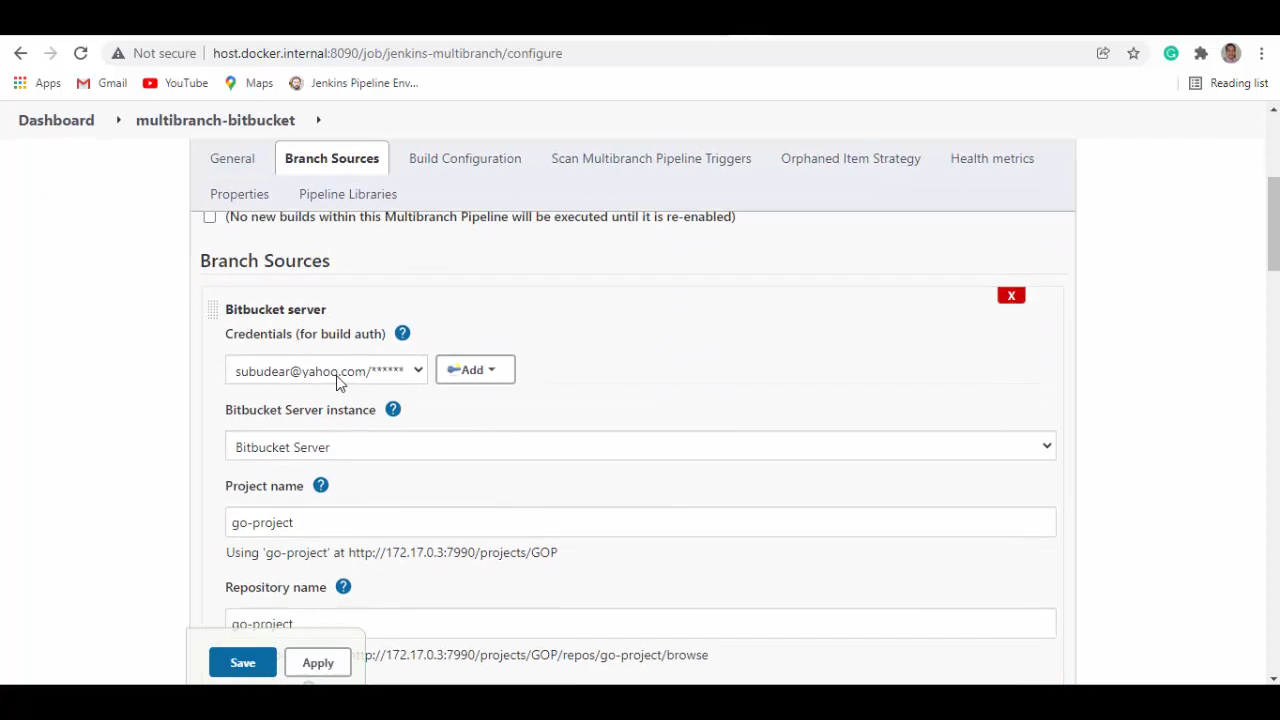 Not secure host.docker.internal:8090/job/jenkins-multibranch/configure
Apps Gmail YouTube Maps Jenkins Pipeline Env... Reading list
Dashboard multibranch-bitbucket
General Branch Sources Build Configuration Scan Multibranch Pipeline Triggers Orphaned Item Strategy Health metrics
Properties Pipeline Libraries
(No new builds within this Multibranch Pipeline will be executed until it is re-enabled)
Branch Sources
X
Bitbucket server
Credentials (for build auth) ?
subudear@yahoo.com/****** Add
Bitbucket Server instance ?
Bitbucket Server
Project name ?
go-project
Using 'go-project' at http://172.17.0.3:7990/projects/GOP
Repository name ?
go-project
ttp://172.17.0.3:7990/projects/GOP/repos/go-project/browse
Save Apply